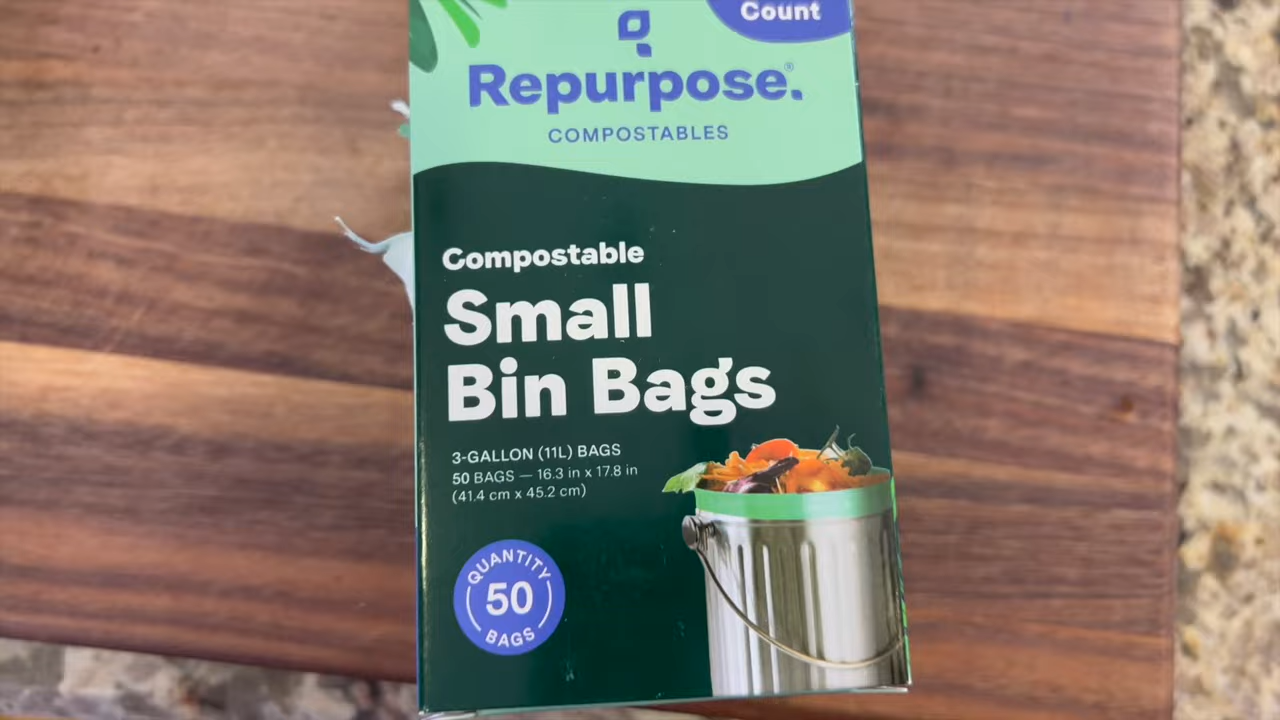 Count
Repurpose.®
COMPOSTABLES
Compostable
Small
Bin Bags
3-GALLON (11L) BAGS
50 BAGS — 16.3 in x 17.8 in
(41.4 cm x 45.2 cm)
QUANTITY
50
BAGS